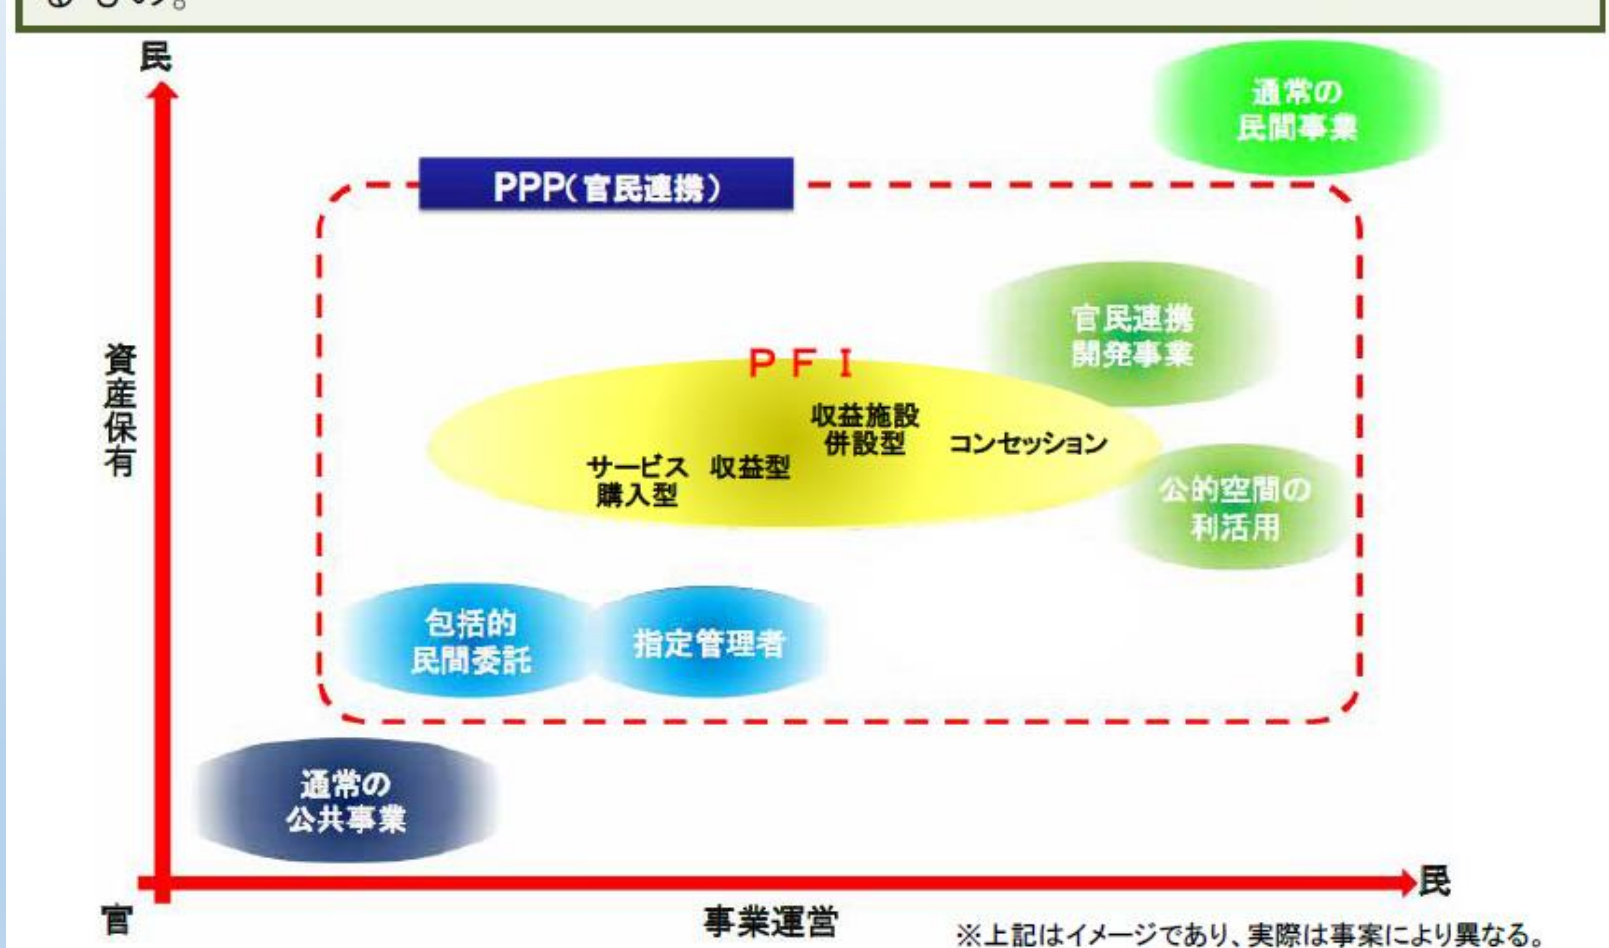 るもの。
民
通常の
民間事業
PPP(官民連携)
官民連携
開発事業
PFI
資産保有
収益施設
併設型
コンセッション
サービス
購入型
収益型
公的空間の
利活用
包括的
民間委託
指定管理者
通常の
公共事業
民
官
事業運営
※上記はイメージであり、実際は事案により異なる。